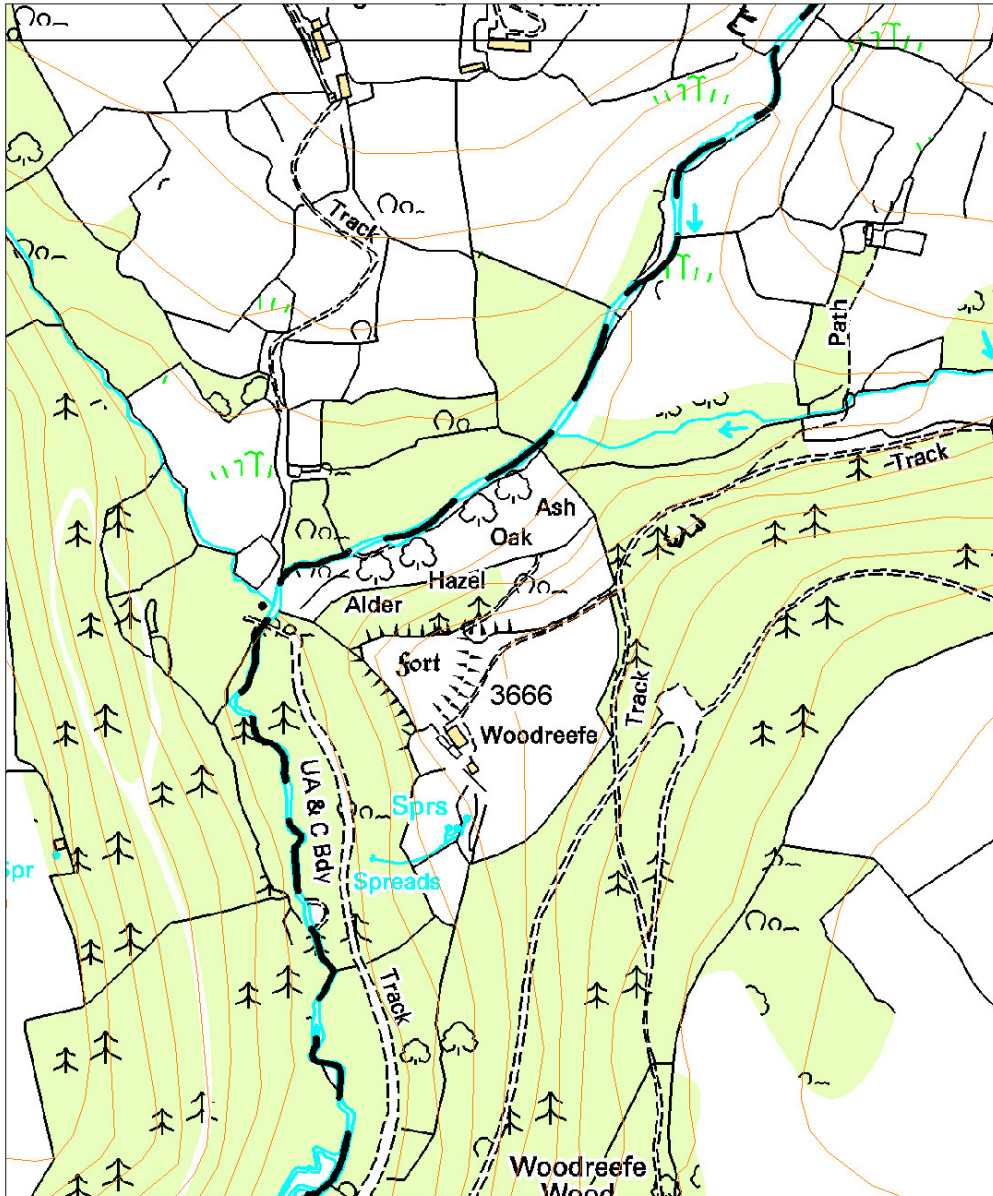 Track
Path
Track
Ash
Oak
Hazel
Alder
Fort
3666
Woodreefe
Track
UA & C Bdy
Sprs
Spr
Spreads
Track
Woodreefe
Wood